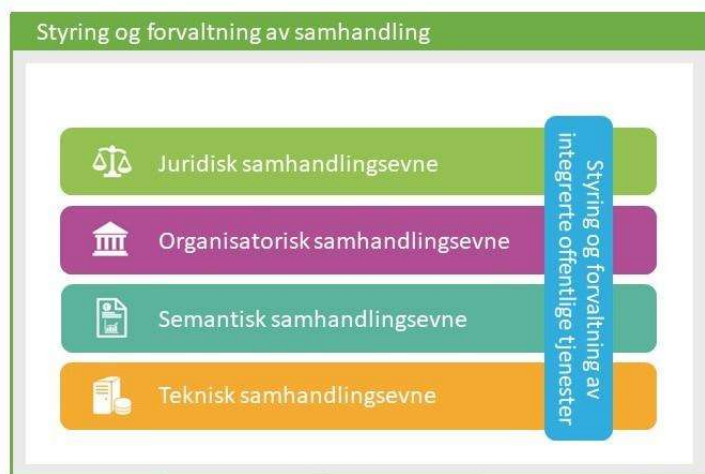 Styring og forvaltning av samhandling
Juridisk samhandlingsevne
Organisatorisk samhandlingsevne
Semantisk samhandlingsevne
Teknisk samhandlingsevne
Styring og forvaltning av
integrerte offentlige tjenester